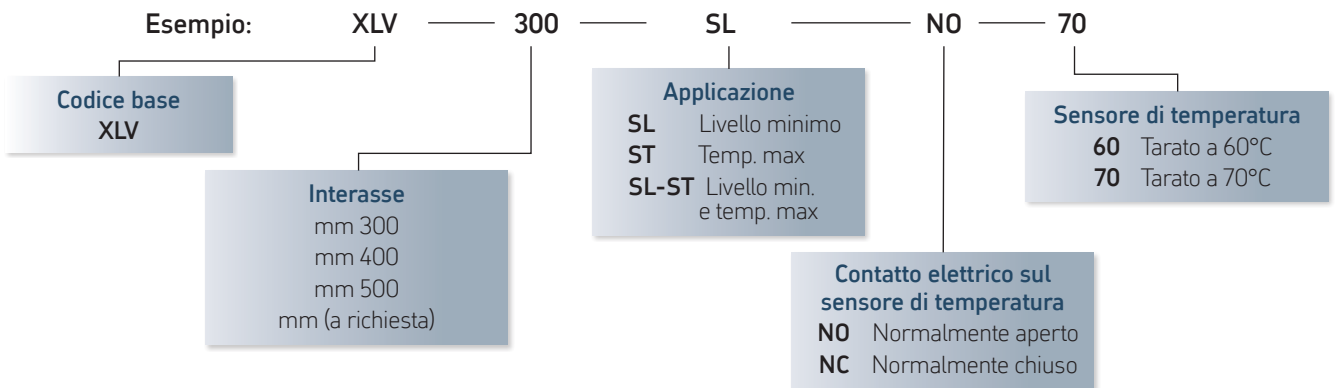 Esempio: XLV 300 SL NO 70
Codice base
XLV
Interasse
mm 300
mm 400
mm 500
mm (a richiesta)
Applicazione
SL Livello minimo
ST Temp. max
SL-ST Livello min.
e temp. max
Contatto elettrico sul
sensore di temperatura
NO Normalmente aperto
NC Normalmente chiuso
Sensore di temperatura
60 Tarato a 60°C
70 Tarato a 70°C